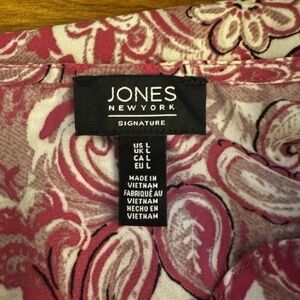 JONES
NEW YORK
SIGNATURE
US L
UK L
CA L
EU L
MADE IN
VIETNAM
FABRIQUÉ AU
VIETNAM
HECHO EN
VIETNAM